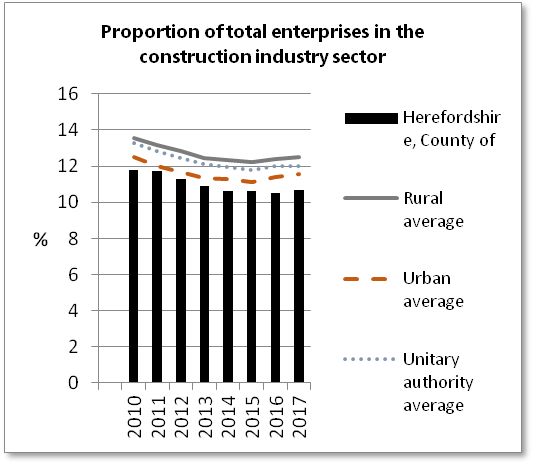 Proportion of total enterprises in the
construction industry sector
16
14
12
10
8
6
4
2
0
%
2010
2011
2012
2013
2014
2015
2016
2017
Herefordshir
e, County of
Rural
average
Urban
average
Unitary
authority
average